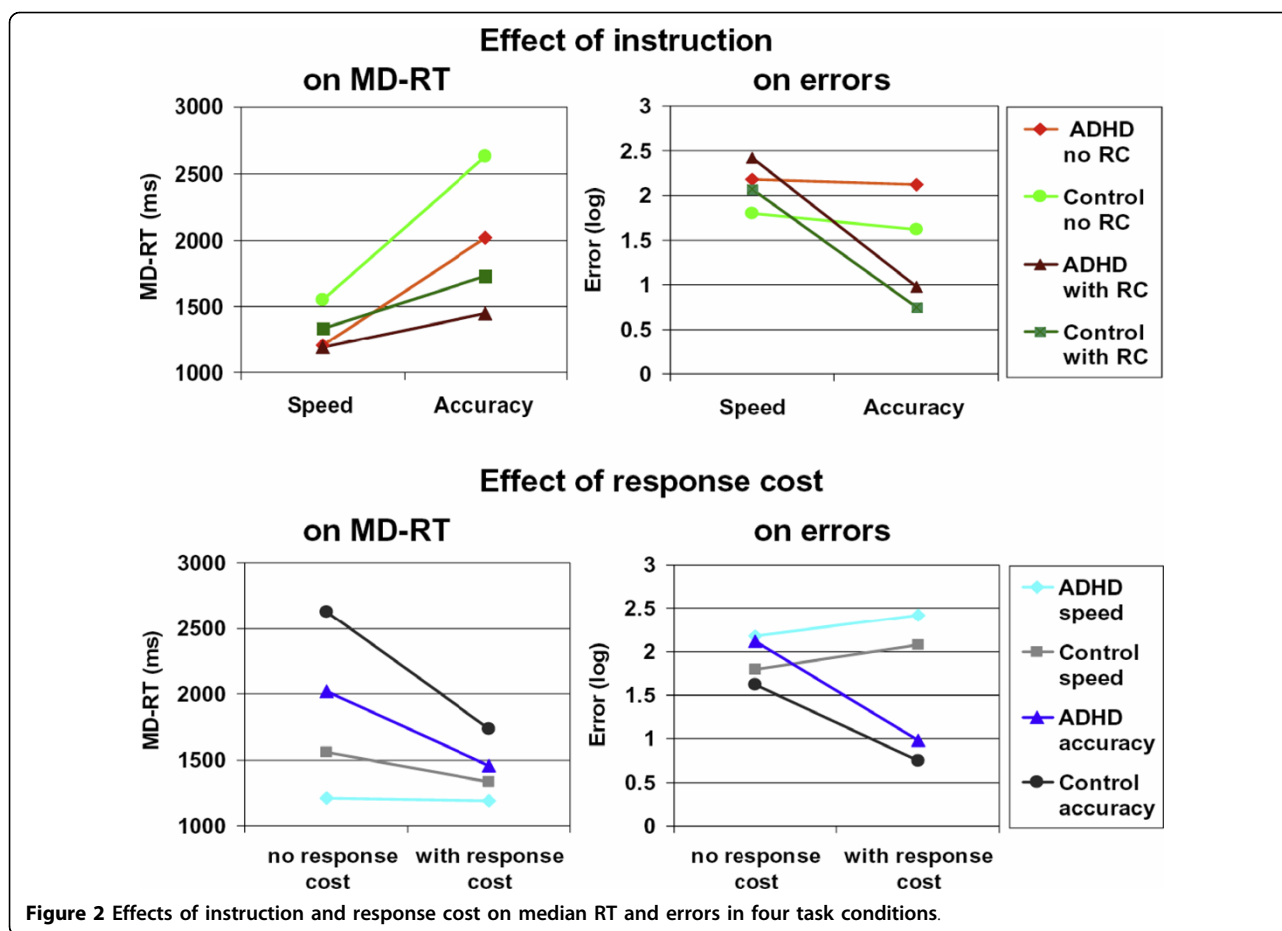 Effect of instruction
on MD-RT
on errors
3000
2500
2000
1500
1000
MD-RT (ms)
Speed
Accuracy
3
2.5
2
1.5
1
0.5
0
Error (log)
Speed
Accuracy
ADHD
no RC
Control
no RC
ADHD
with RC
Control
with RC
Effect of response cost
on MD-RT
on errors
3000
2500
2000
1500
1000
MD-RT (ms)
no response
cost
with response
cost
3
2.5
2
1.5
1
0.5
0
Error (log)
no response
cost
with response
cost
ADHD
speed
Control
speed
ADHD
accuracy
Control
accuracy
Figure 2 Effects of instruction and response cost on median RT and errors in four task conditions.